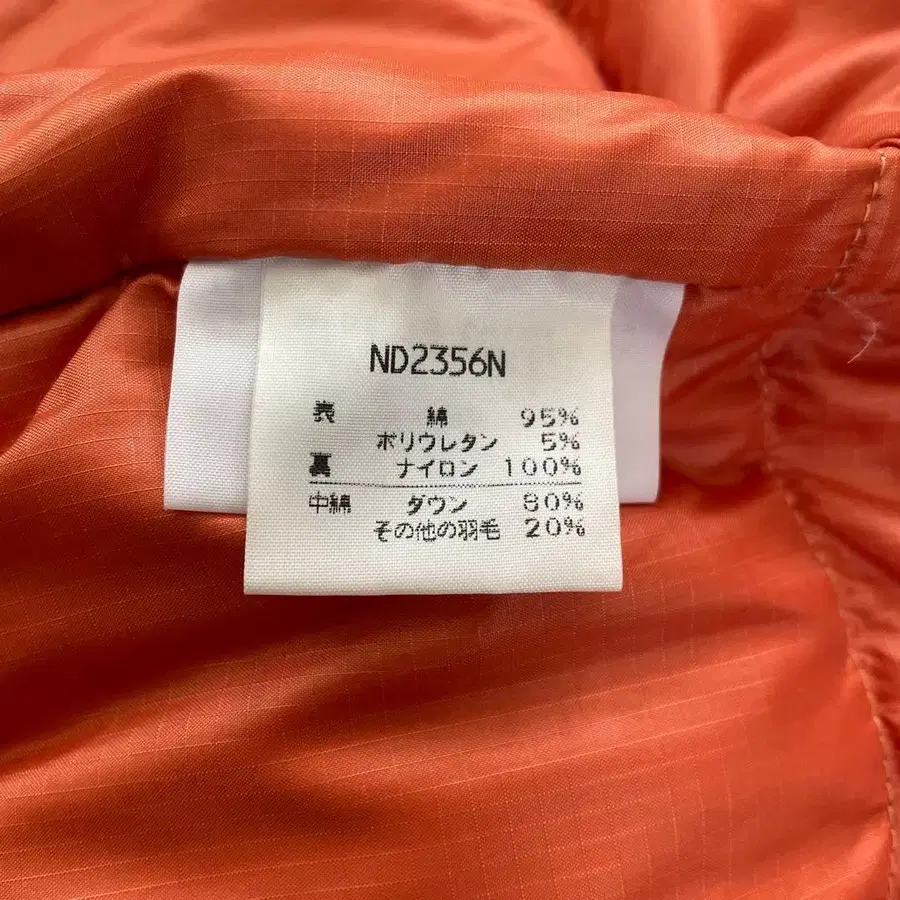 ND2356N
表 綿 95%
ポリウレタン 5%
裏 ナイロン 100%
中綿 ダウン 80%
その他の羽毛 20%